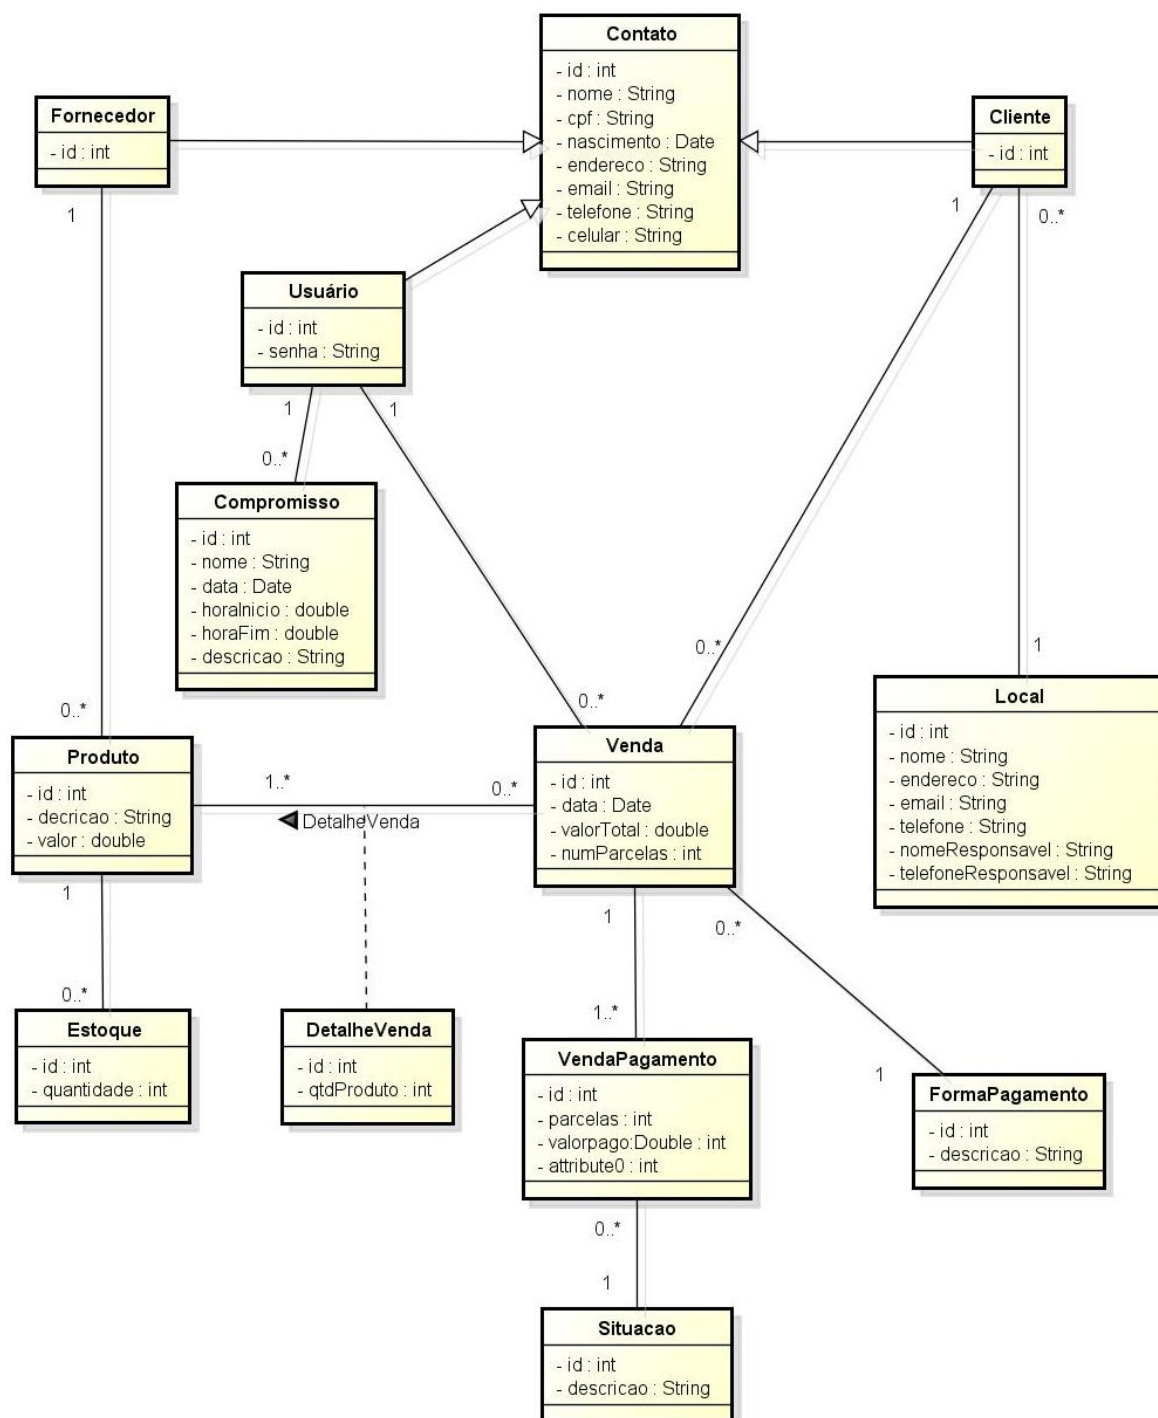 Contato
- id : int
- nome : String
- cpf : String
- nascimento : Date
- endereco : String
- email : String
- telefone : String
- celular : String
Fornecedor
- id : int
Cliente
- id : int
1
1
0..*
Usuário
- id : int
- senha : String
1
1
0..*
Compromisso
- id : int
- nome : String
- data : Date
- horaInicio : double
- horaFim : double
- descricao : String
0..*
1
0..*
0..*
Local
- id : int
- nome : String
- endereco : String
- email : String
- telefone : String
- nomeResponsavel : String
- telefoneResponsavel : String
Produto
- id : int
- decricao : String
- valor : double
1..*
0..*
DetalheVenda
Venda
- id : int
- data : Date
- valorTotal : double
- numParcelas : int
1
1
0..*
0..*
1..*
Estoque
- id : int
- quantidade : int
DetalheVenda
- id : int
- qtdProduto : int
VendaPagamento
- id : int
- parcelas : int
- valorpago:Double : int
- attribute0 : int
1
FormaPagamento
- id : int
- descricao : String
0..*
1
Situacao
- id : int
- descricao : String